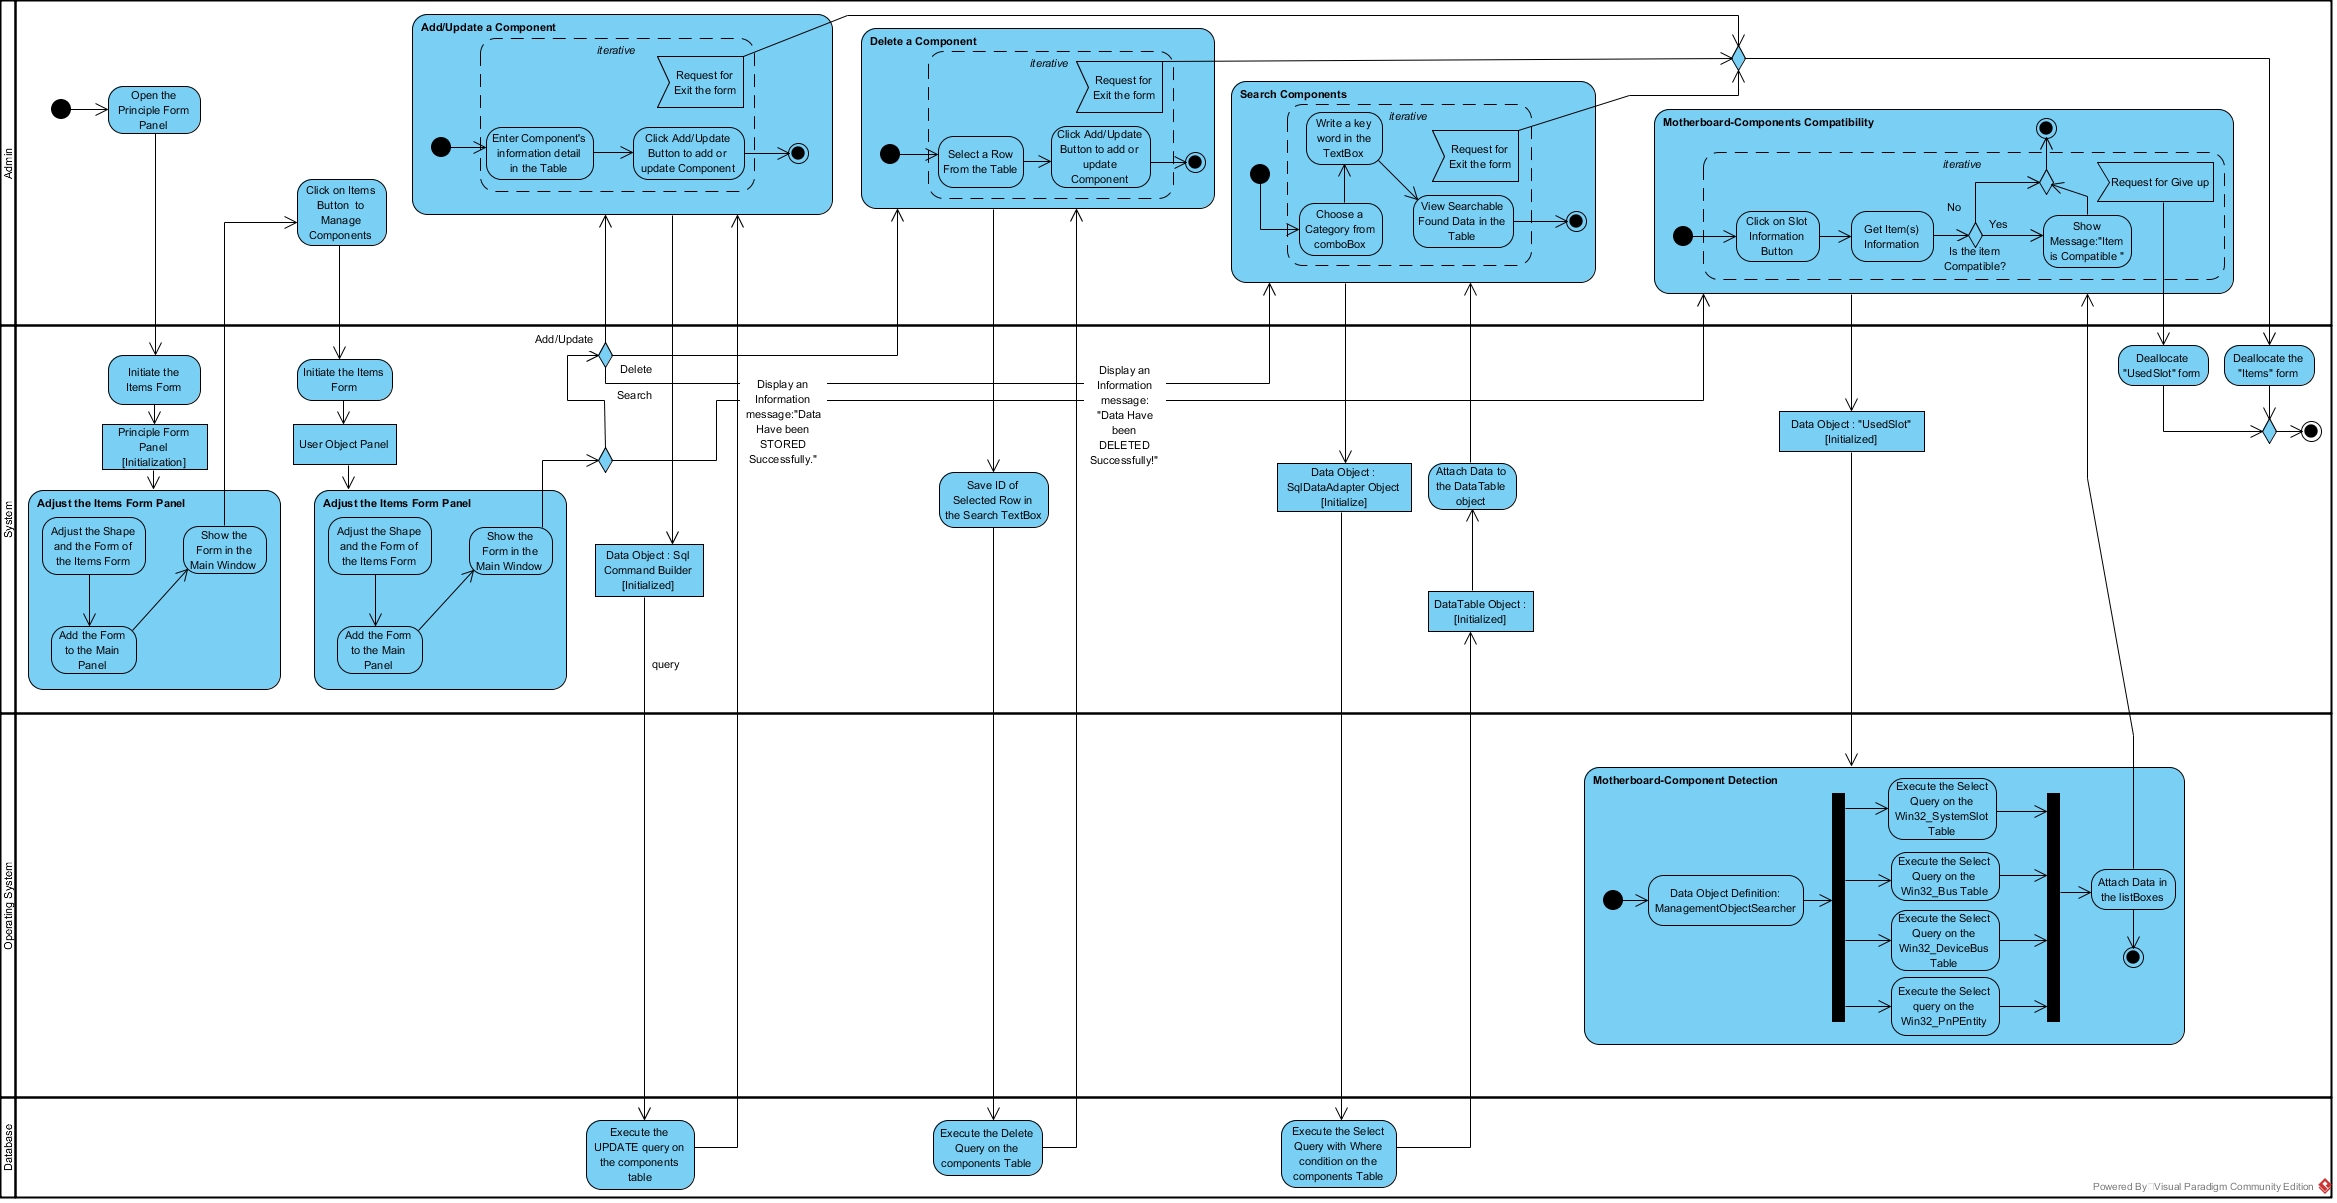 Admin
Open the
Principle Form
Panel
Click on Items
Button to
Manage
Components
Add/Update a Component
iterative
Request for
Exit the form
Enter Component's
information detail
in the Table
Click Add/Update
Button to add or
update Component
Delete a Component
iterative
Request for
Exit the form
Select a Row
From the Table
Click Add/Update
Button to add or
update
Component
Search Components
iterative
Write a key
word in the
TextBox
Request for
Exit the form
Choose a
Category from
comboBox
View Searchable
Found Data in the
Table
Motherboard-Components Compatibility
iterative
Request for Give up
Click on Slot
Information
Button
Get Item(s)
Information
No
Yes
Is the item
Compatible?
Show
Message:"Item
is Compatible "
System
Initiate the
Items Form
Principle Form
Panel
[Initialization]
Adjust the Items Form Panel
Adjust the Shape
and the Form of
the Items Form
Show the
Form in the
Main Window
Add the Form
to the Main
Panel
Initiate the Items
Form
User Object Panel
Adjust the Items Form Panel
Adjust the Shape
and the Form of
the Items Form
Show the
Form in the
Main Window
Add the Form
to the Main
Panel
Add/Update
Delete
Search
Data Object : Sql
Command Builder
[Initialized]
query
Display an
Information
message:"Data
Have been
STORED
Successfully."
Save ID of
Selected Row in
the Search TextBox
Display an
Information
message:
"Data Have
been
DELETED
Successfully!"
Data Object :
SqlDataAdapter Object
[Initialize]
Attach Data to
the DataTable
object
DataTable Object :
[Initialized]
Data Object : "UsedSlot"
[Initialized]
Deallocate
"UsedSlot" form
Deallocate the
"Items" form
Operating System
Motherboard-Component Detection
Data Object Definition:
ManagementObjectSearcher
Execute the Select
Query on the
Win32_SystemSlot
Table
Execute the Select
Query on the
Win32_Bus Table
Execute the Select
Query on the
Win32_DeviceBus
Table
Execute the Select
query on the
Win32_PnPEntity
Attach Data in
the listBoxes
Database
Execute the
UPDATE query on
the components
table
Execute the Delete
Query on the
components Table
Execute the Select
Query with Where
condition on the
components Table
Powered By Visual Paradigm Community Edition